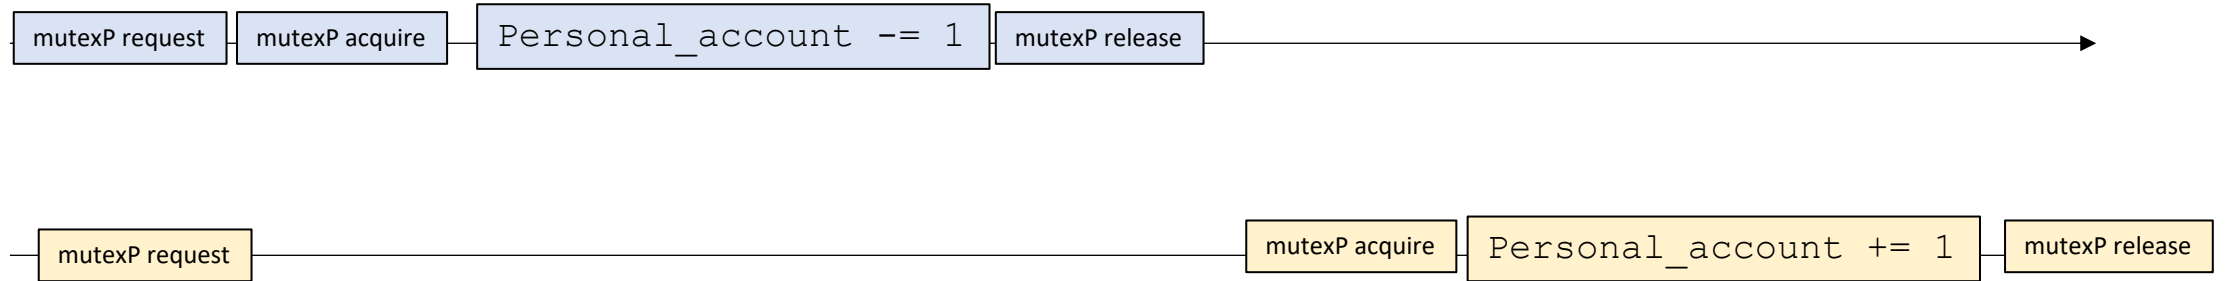 mutexP request
mutexP acquire
Personal_account -= 1
mutexP release
mutexP request
mutexP acquire
Personal_account += 1
mutexP release